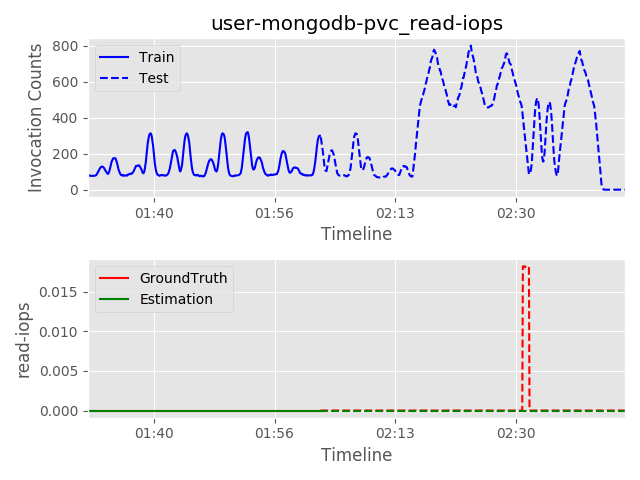 user-mongodb-pvc_read-iops
Invocation Counts
800
600
400
200
0
Train
Test
01:40
01:56
02:13
02:30
Timeline
read-iops
0.015
0.010
0.005
0.000
GroundTruth
Estimation
01:40
01:56
02:13
02:30
Timeline